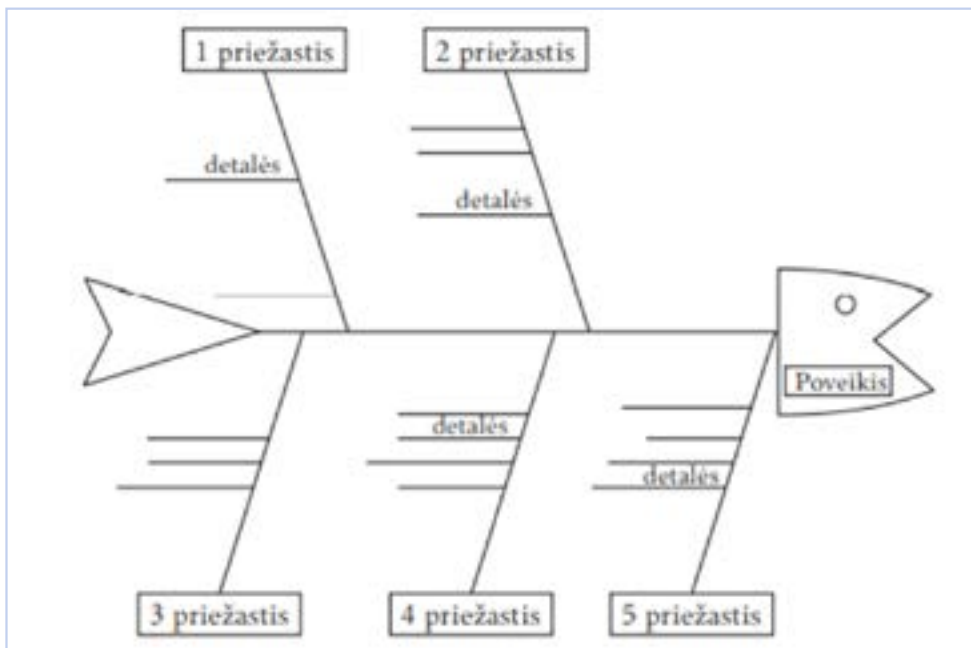 1 priežastis
2 priežastis
detalės
detalės
Poveikis
detalės
detalės
3 priežastis
4 priežastis
5 priežastis